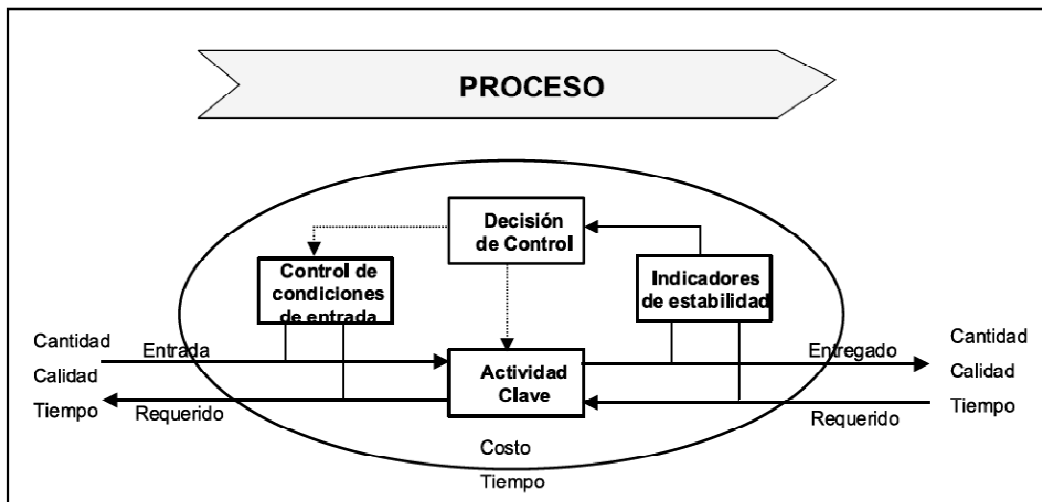 PROCESO
Decisión
de Control
Control de
condiciones
de entrada
Indicadores
de estabilidad
Cantidad
Entrada
Calidad
Tiempo
Requerido
Actividad
Clave
Entregado
Cantidad
Calidad
Requerido
Tiempo
Costo
Tiempo